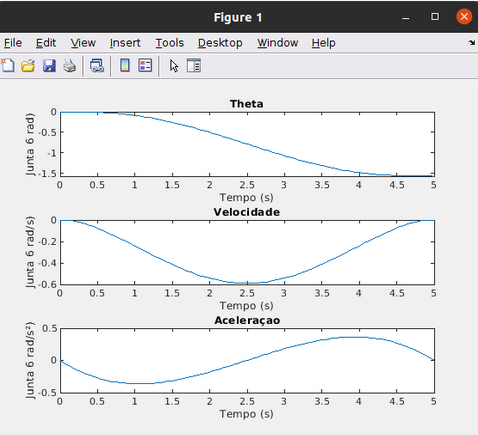 Figure 1
File Edit View Insert Tools Desktop Window Help
Theta
Junta 6 rad)
0
-0.5
-1
-1.5
0 0.5 1 1.5 2 2.5 3 3.5 4 4.5 5
Tempo (s)
Velocidade
Junta 6 rad/s)
0
-0.2
-0.4
-0.6
0 0.5 1 1.5 2 2.5 3 3.5 4 4.5 5
Tempo (s)
Aceleraçao
Junta 6 rad/s²)
0.5
0
-0.5
0 0.5 1 1.5 2 2.5 3 3.5 4 4.5 5
Tempo (s)